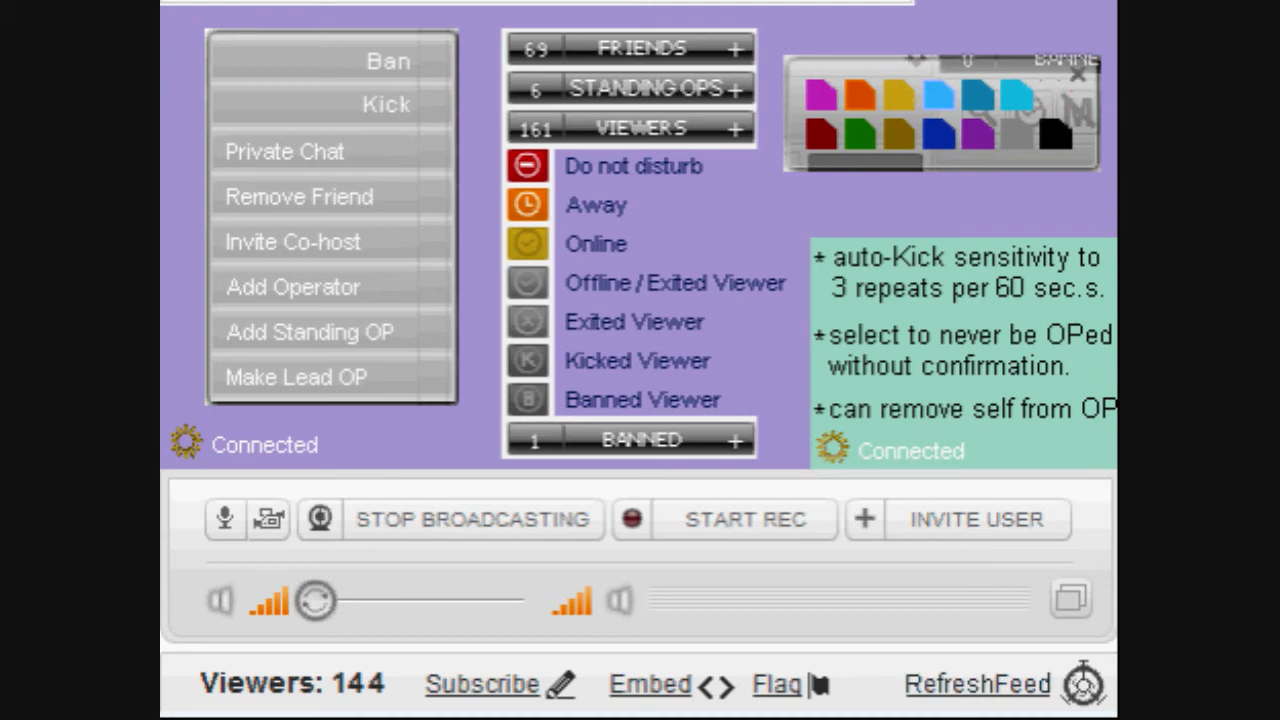 Ban
Kick
Private Chat
Remove Friend
Invite Co-host
Add Operator
Add Standing OP
Make Lead OP
Connected
69 FRIENDS +
6 STANDING OPS +
161 VIEWERS +
Do not disturb
Away
Online
Offline / Exited Viewer
Exited Viewer
Kicked Viewer
Banned Viewer
1 BANNED +
0 BANNE
* auto-Kick sensitivity to
3 repeats per 60 sec.s.
*select to never be OPed
without confirmation.
*can remove self from OP
Connected
STOP BROADCASTING
START REC
+ INVITE USER
Viewers: 144 Subscribe Embed <> Flag RefreshFeed